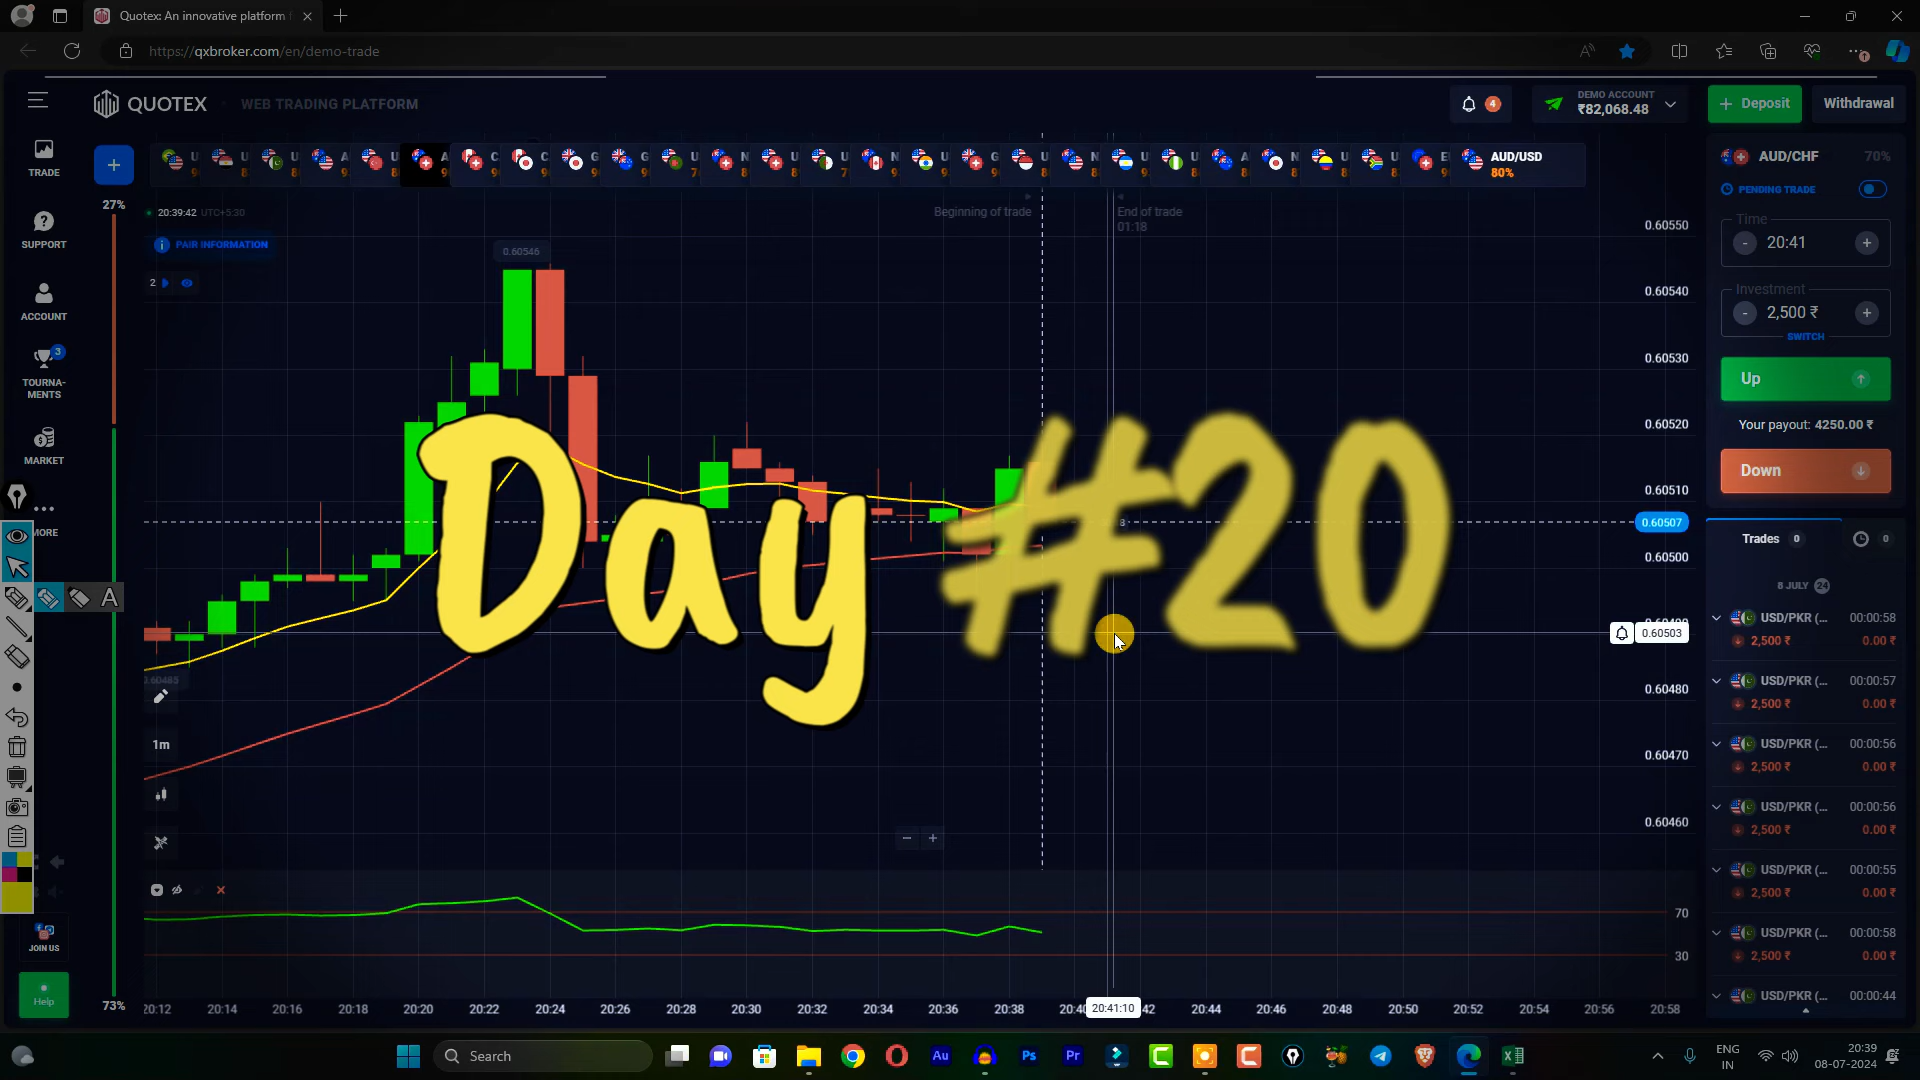 Quotex: An innovative platform f
https://qxbroker.com/en/demo-trade
QUOTEX
WEB TRADING PLATFORM
4
DEMO ACCOUNT
₹82,068.48
+ Deposit
Withdrawal
TRADE
SUPPORT
ACCOUNT
3
TOURNA-
MENTS
MARKET
MORE
JOIN US
Help
27%
73%
AUD/USD
80%
20:39:42 UTC+5:30
PAIR INFORMATION
2
0.60546
Beginning of trade
End of trade
01:18
Day #20
0.60485
1m
0.60550
0.60540
0.60530
0.60520
0.60510
0.60507
0.60500
0.60503
0.60480
0.60470
0.60460
70
30
20:12
20:14
20:16
20:18
20:20
20:22
20:24
20:26
20:28
20:30
20:32
20:34
20:36
20:38
20:41:10
42
20:44
20:46
20:48
20:50
20:52
20:54
20:56
20:58
AUD/CHF 70%
PENDING TRADE
Time
- 20:41 +
Investment
- 2,500 ₹ +
SWITCH
Up
Your payout: 4250.00 ₹
Down
Trades 0
0
8 JULY 24
USD/PKR (... 00:00:58
2,500 ₹ 0.00 ₹
USD/PKR (... 00:00:57
2,500 ₹ 0.00 ₹
USD/PKR (... 00:00:56
2,500 ₹ 0.00 ₹
USD/PKR (... 00:00:56
2,500 ₹ 0.00 ₹
USD/PKR (... 00:00:55
2,500 ₹ 0.00 ₹
USD/PKR (... 00:00:58
2,500 ₹ 0.00 ₹
USD/PKR (... 00:00:44
Search
Au
Ps
Pr
ENG
IN
20:39
08-07-2024